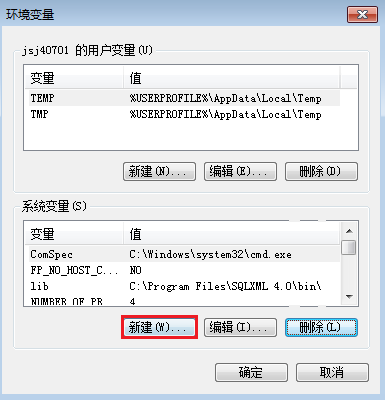 环境变量
jsj40701 的用户变量(U)
变量 值
TEMP %USERPROFILE%\AppData\Local\Temp
TMP %USERPROFILE%\AppData\Local\Temp
新建(N)... 编辑(E)... 删除(D)
系统变量(S)
变量 值
ComSpec C:\Windows\system32\cmd.exe
FP_NO_HOST_C... NO
lib C:\Program Files\SQLXML 4.0\bin\
NUMBER_OF_PR... 4
新建(W)... 编辑(I)... 删除(L)
确定 取消